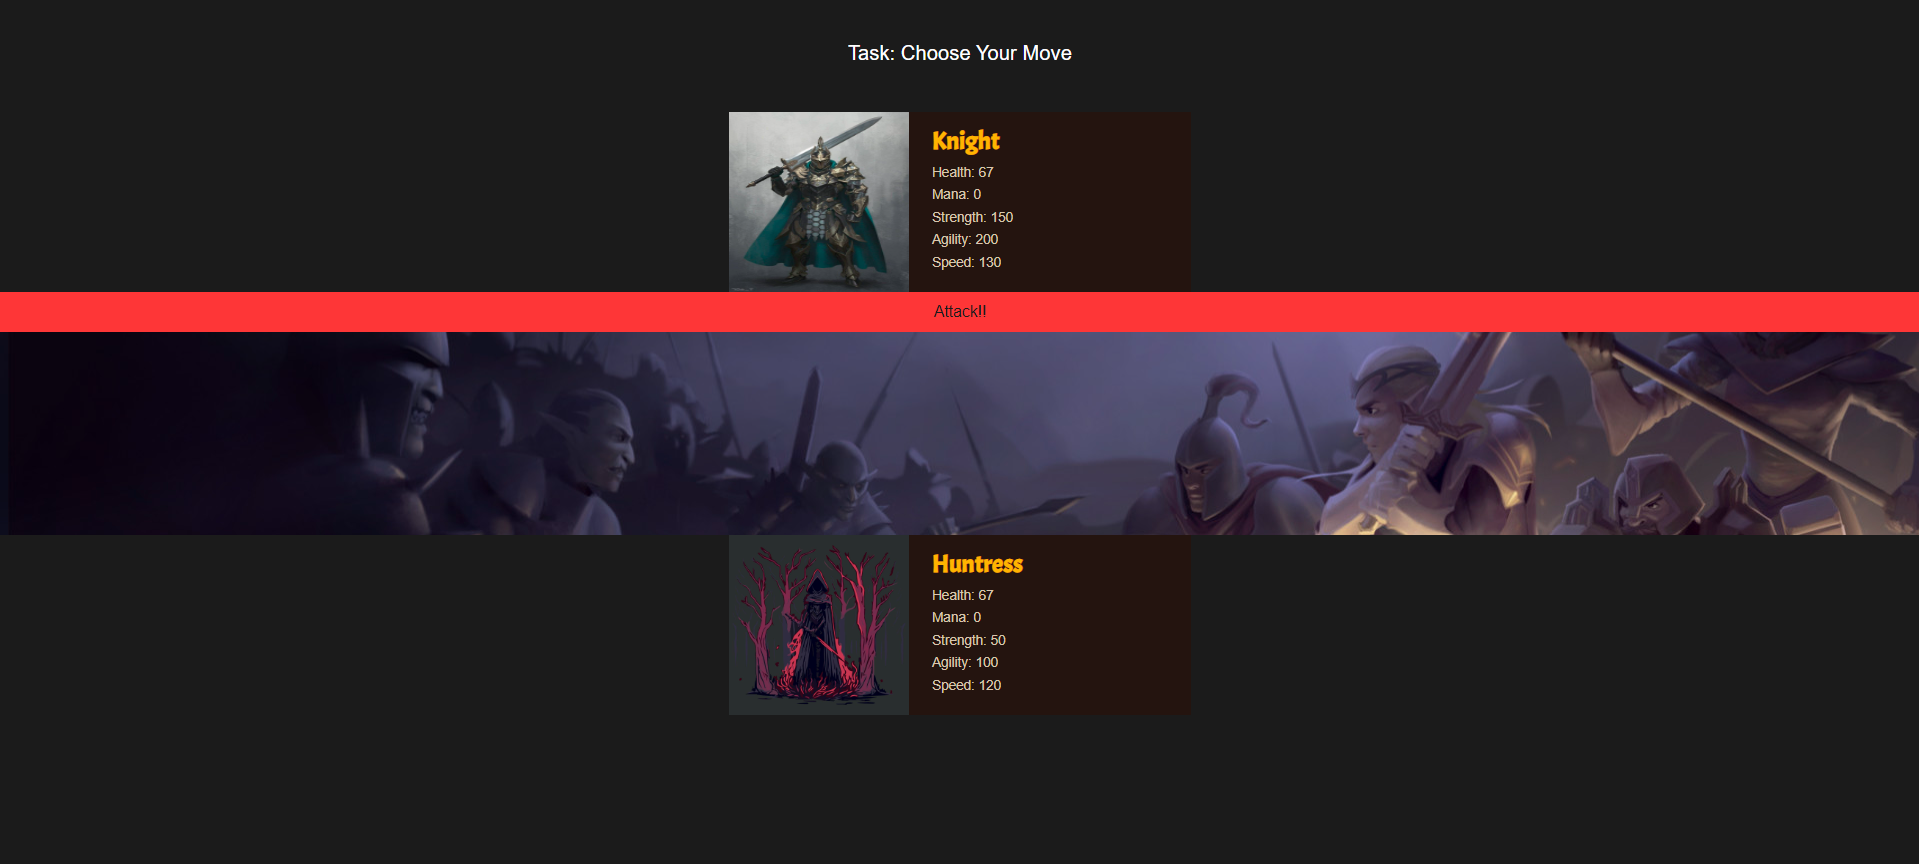 Task: Choose Your Move
Knight
Health: 67
Mana: 0
Strength: 150
Agility: 200
Speed: 130
Attack!!
Huntress
Health: 67
Mana: 0
Strength: 50
Agility: 100
Speed: 120